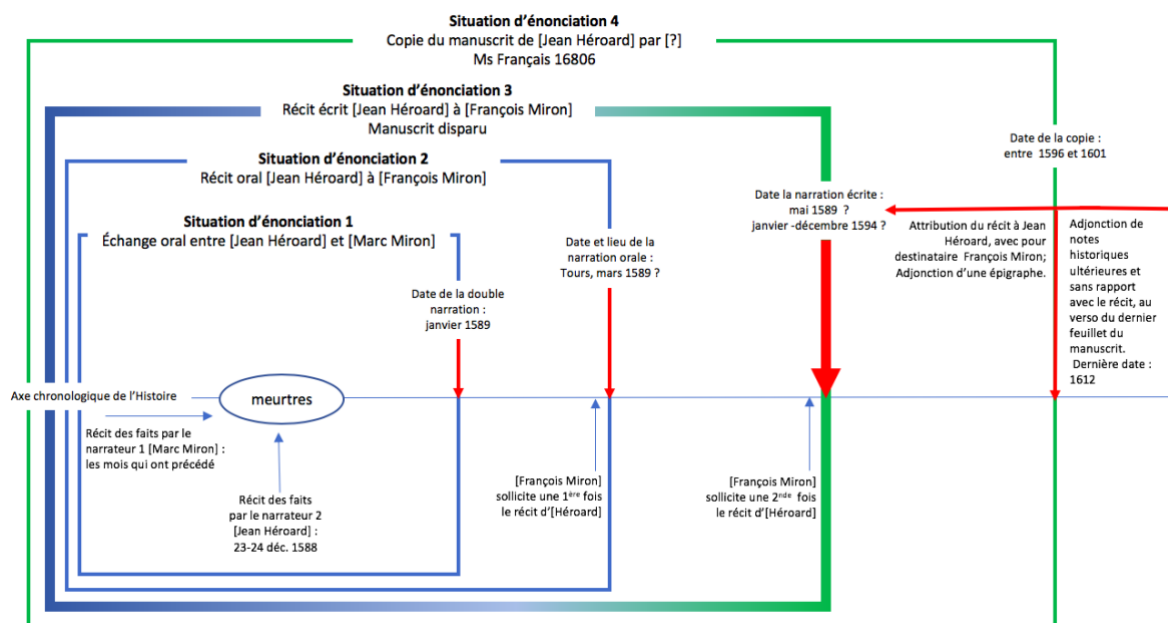 Situation d’énonciation 4
Copie du manuscrit de [Jean Héroard] par [?]
Ms Français 16806
Situation d’énonciation 3
Récit écrit [Jean Héroard] à [François Miron]
Manuscrit disparu
Situation d’énonciation 2
Récit oral [Jean Héroard] à [François Miron]
Situation d’énonciation 1
Échange oral entre [Jean Héroard] et [Marc Miron]
Date de la double
narration :
janvier 1589
Date et lieu de la
narration orale :
Tours, mars 1589 ?
Date la narration écrite :
mai 1589 ?
janvier -décembre 1594 ?
Date de la copie :
entre 1596 et 1601
Attribution du récit à Jean
Héroard, avec pour
destinataire François Miron;
Adjonction d’une épigraphe.
Adjonction de
notes
historiques
ultérieures et
sans rapport
avec le récit, au
verso du dernier
feuillet du
manuscrit.
Dernière date :
1612
Axe chronologique de l’Histoire
meurtres
Récit des faits par le
narrateur 1 [Marc Miron] :
les mois qui ont précédé
Récit des faits
par le narrateur 2
[Jean Héroard] :
23-24 déc. 1588
[François Miron]
sollicite une 1ère fois
le récit d’[Héroard]
[François Miron]
sollicite une 2nde fois
le récit d’[Héroard]